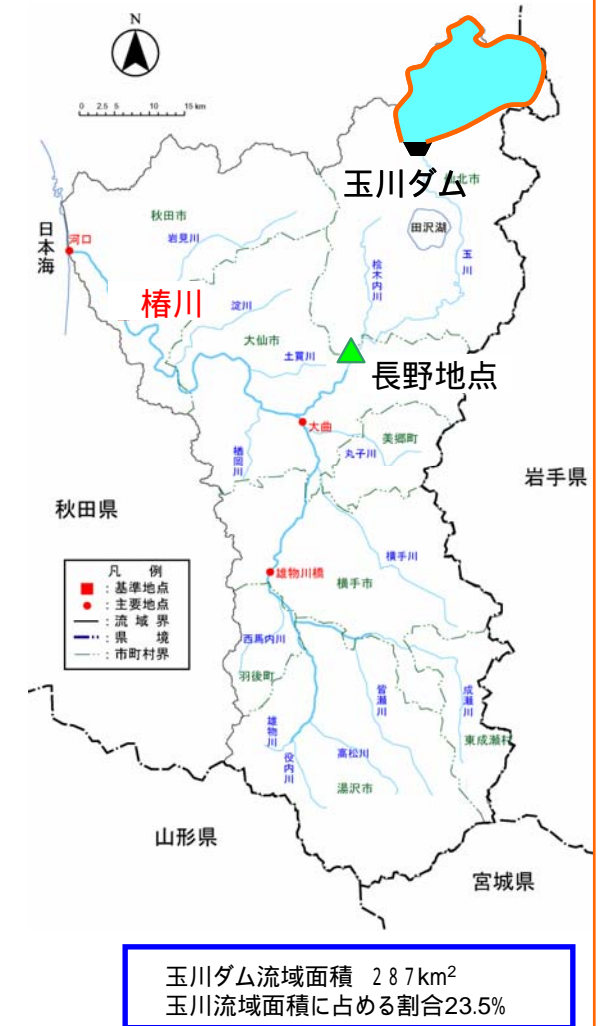 N
0 2.5 5 10 15 km
玉川ダム
仙北市
田沢湖
玉川
桧木内川
秋田市
岩見川
日本海
河口
椿川
淀川
大仙市
土買川
長野地点
大曲
美郷町
丸子川
楢岡川
岩手県
秋田県
凡 例
:基準地点
:主要地点
:流域界
:県 境
:市町村界
雄物川橋
横手川
横手市
西馬内川
羽後町
皆瀬川
成瀬川
雄物川
役内川
高松川
東成瀬村
湯沢市
山形県
宮城県
玉川ダム流域面積 287km²
玉川流域面積に占める割合23.5%